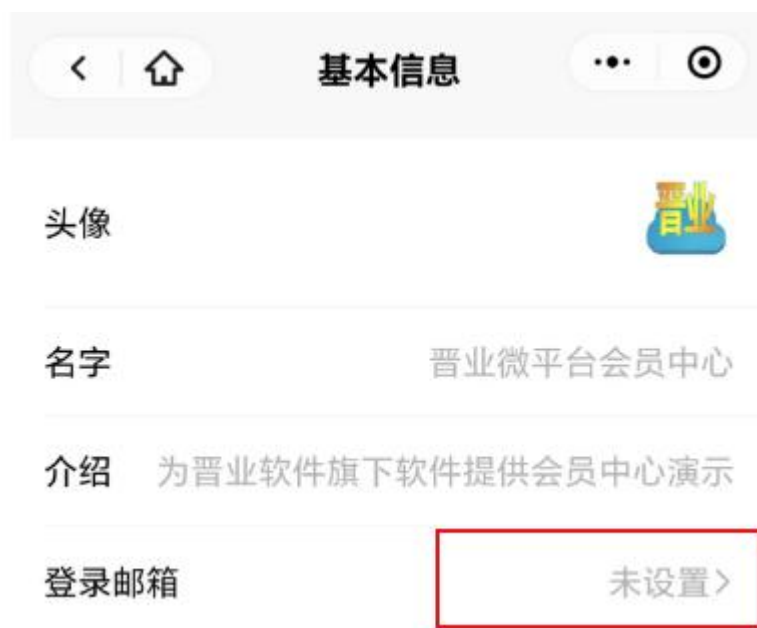 基本信息
头像
晋业
名字 晋业微平台会员中心
介绍 为晋业软件旗下软件提供会员中心演示
登录邮箱 未设置>